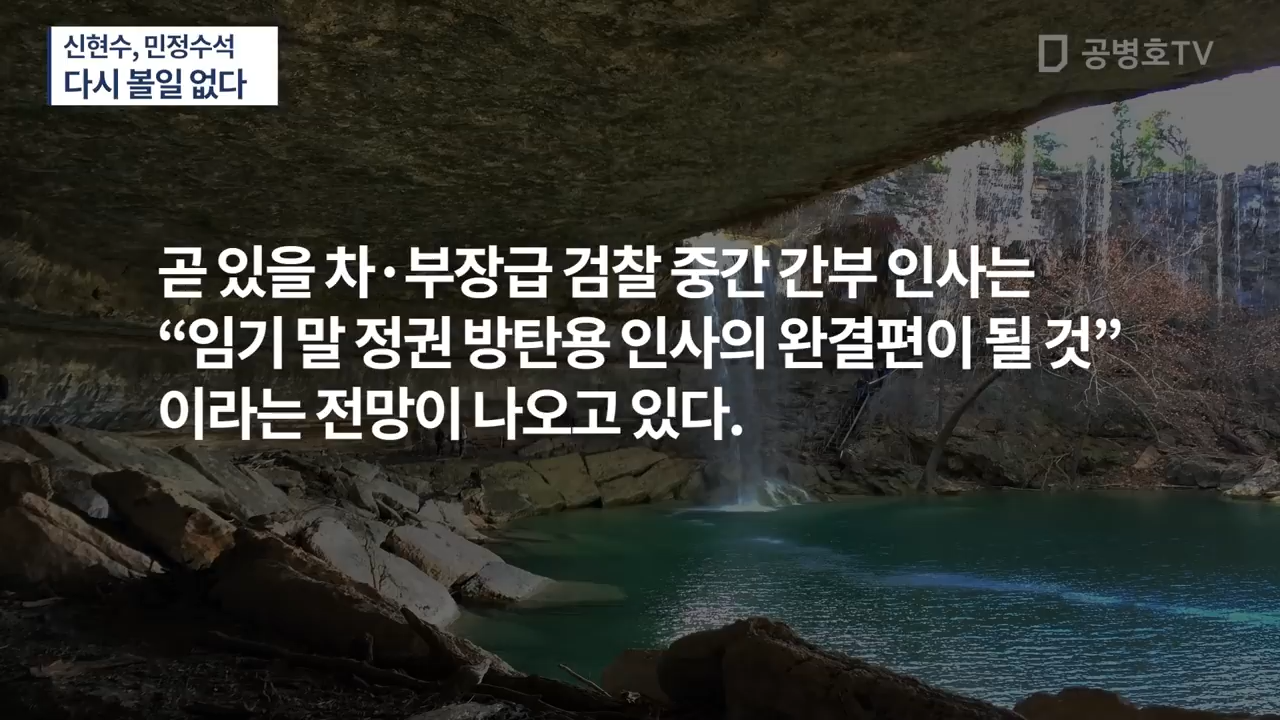 신현수, 민정수석
다시 볼일 없다
공병호TV
곧 있을 차·부장급 검찰 중간 간부 인사는
“임기 말 정권 방탄용 인사의 완결편이 될 것”
이라는 전망이 나오고 있다.